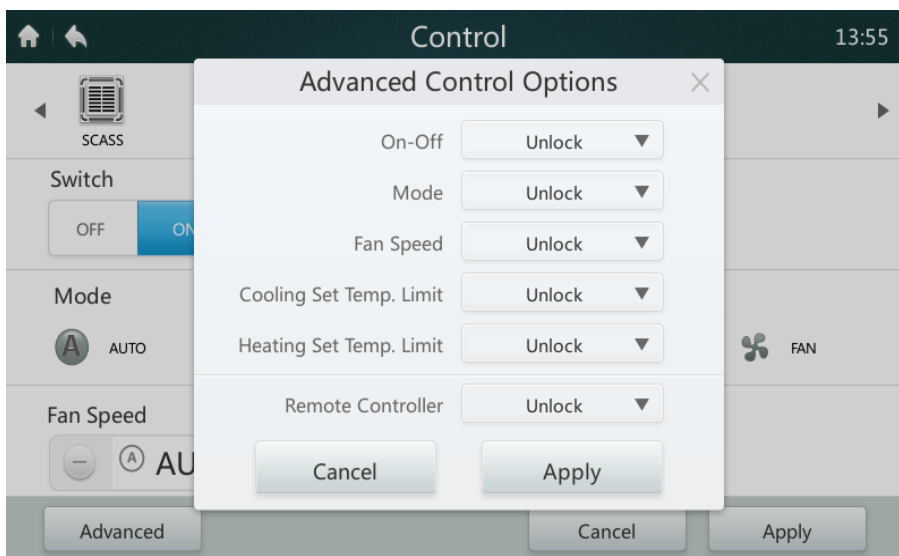 Control
13:55
Advanced Control Options
SCASS
On-Off Unlock
Switch
Mode Unlock
OFF
Fan Speed Unlock
Mode
Cooling Set Temp. Limit Unlock
A AUTO
Heating Set Temp. Limit Unlock
FAN
Fan Speed
Remote Controller Unlock
A
Cancel Apply
Advanced Cancel Apply